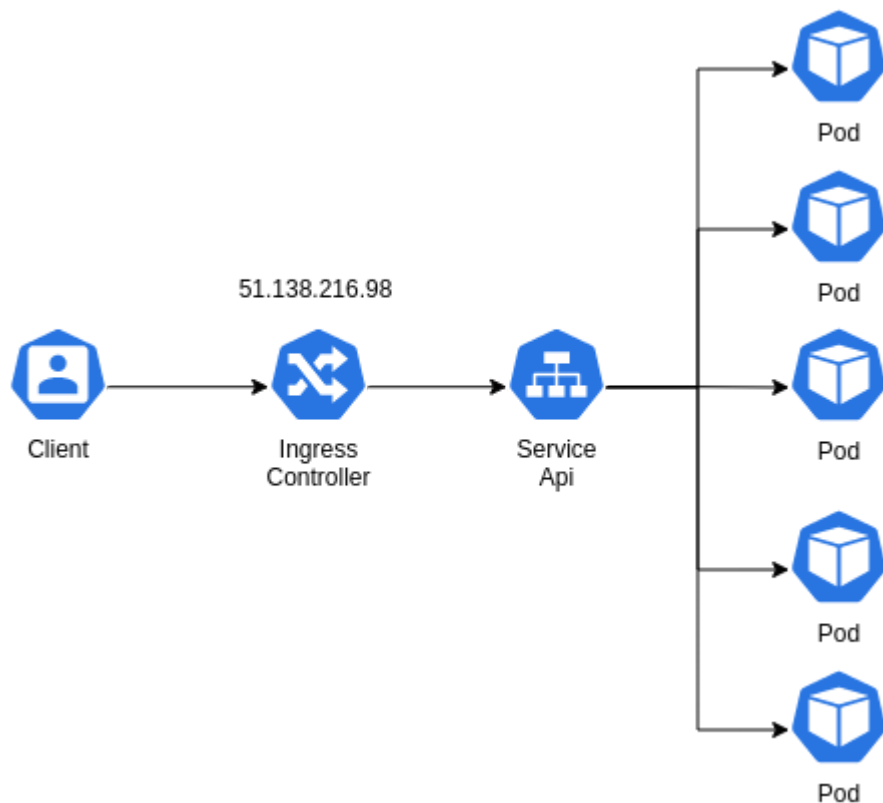 Pod
Pod
51.138.216.98
Client
Ingress
Controller
Service
Api
Pod
Pod
Pod